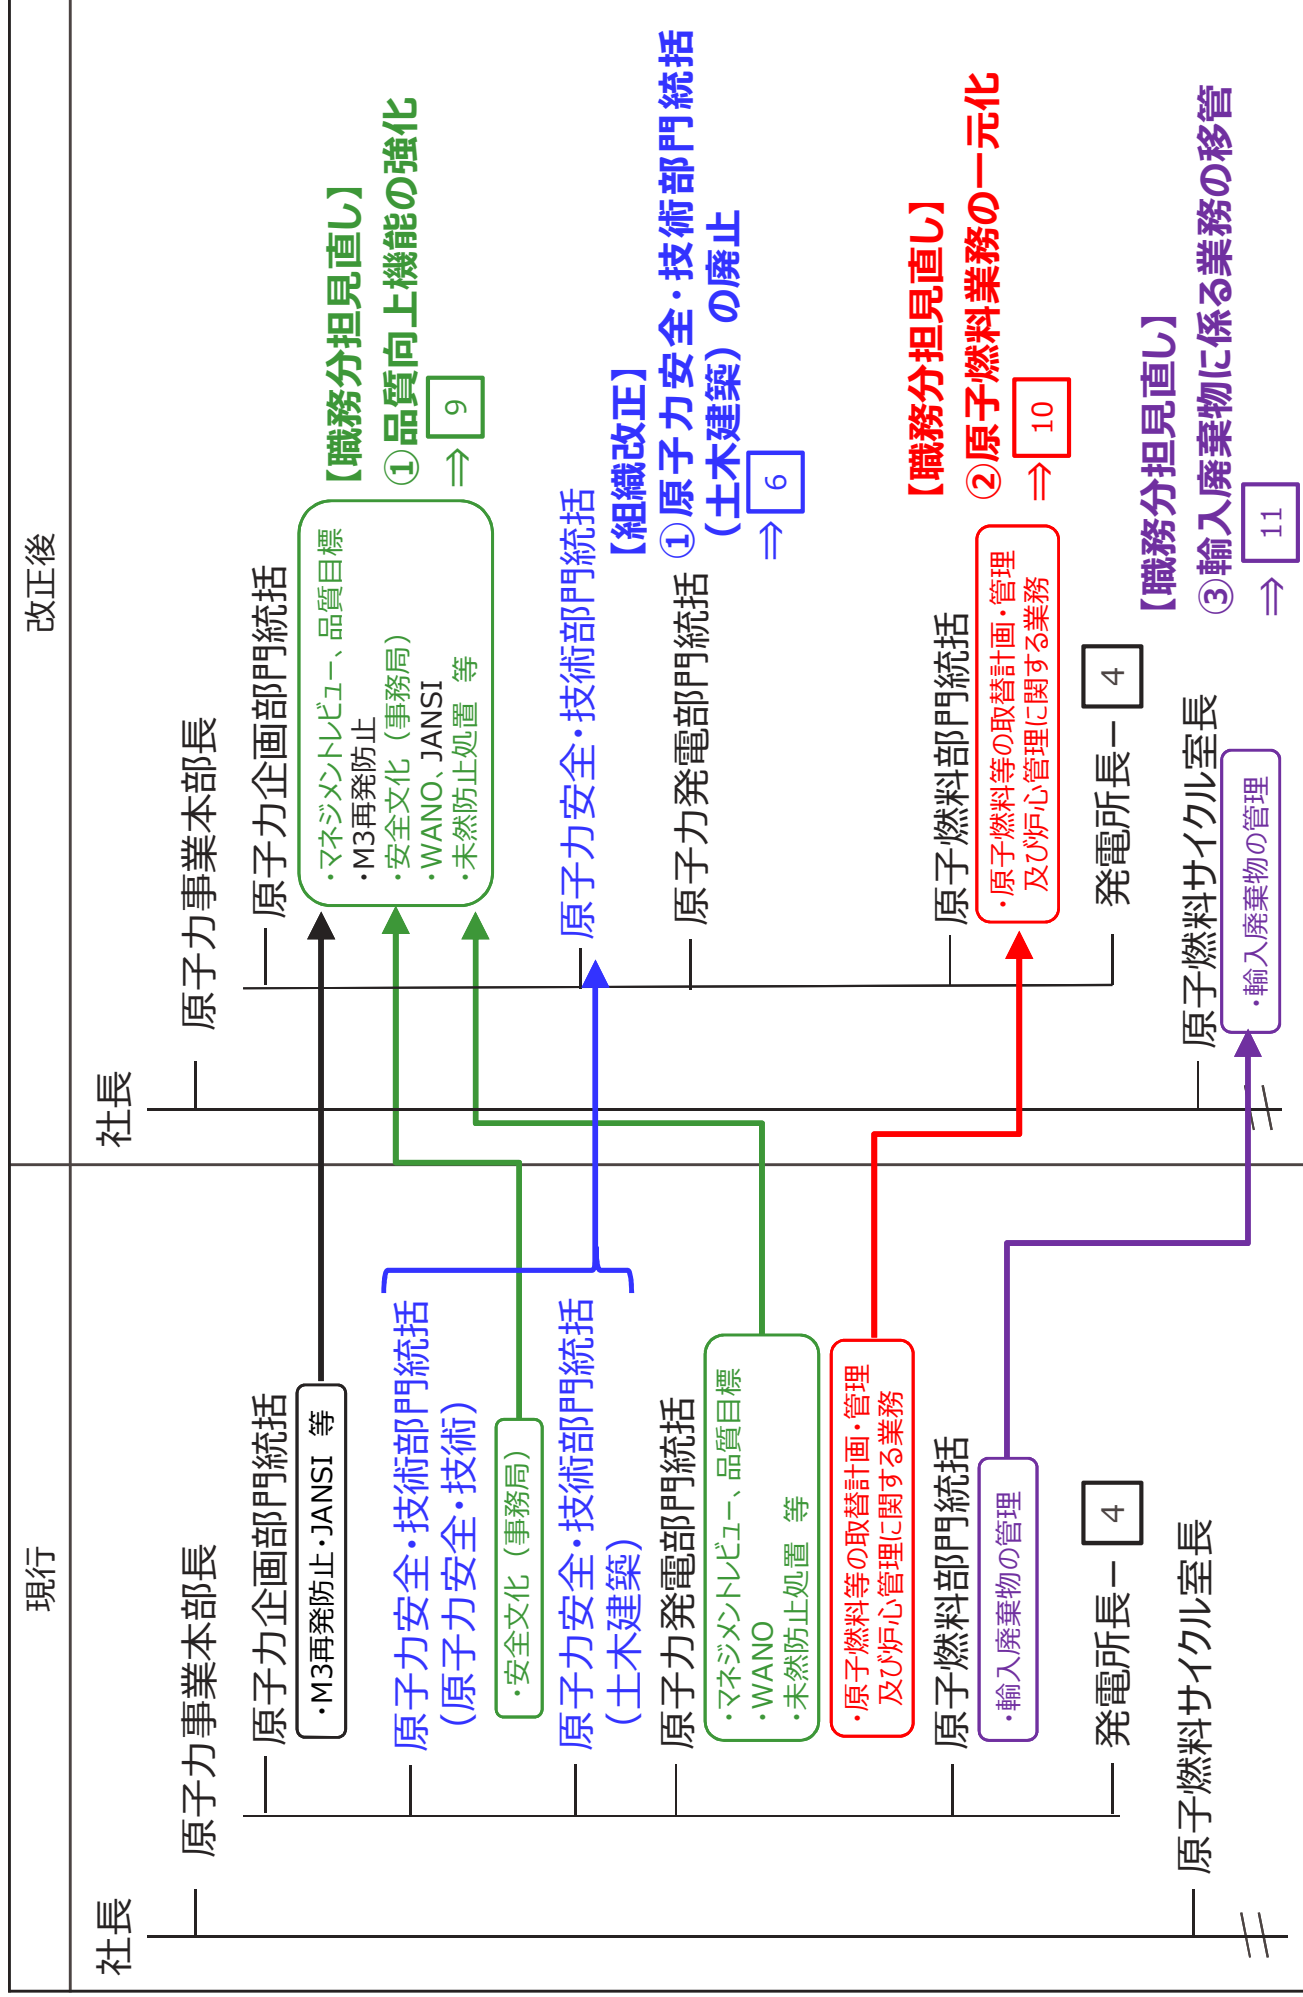 現行
社長
原子力事業本部長
原子力企画部門統括
・M3再発防止・JANSI 等
原子力安全・技術部門統括
(原子力安全・技術)
・安全文化（事務局）
原子力安全・技術部門統括
（土木建築）
原子力発電部門統括
・マネジメントレビュー、品質目標
・WANO
・未然防止処置 等
・原子燃料等の取替計画・管理
及び炉心管理に関する業務
原子燃料部門統括
・輸入廃棄物の管理
発電所長ー 4
原子燃料サイクル室長
改正後
社長
原子力事業本部長
原子力企画部門統括
・マネジメントレビュー、品質目標
・M3再発防止
・安全文化（事務局）
・WANO、JANSI
・未然防止処置 等
【職務分担見直し】
①品質向上機能の強化
⇒ 9
原子力安全・技術部門統括
【組織改正】
①原子力安全・技術部門統括
（土木建築）の廃止
⇒ 6
原子力発電部門統括
原子燃料部門統括
・原子燃料等の取替計画・管理
及び炉心管理に関する業務
【職務分担見直し】
②原子燃料業務の一元化
⇒ 10
発電所長ー 4
原子燃料サイクル室長
・輸入廃棄物の管理
【職務分担見直し】
③輸入廃棄物に係る業務の移管
⇒ 11